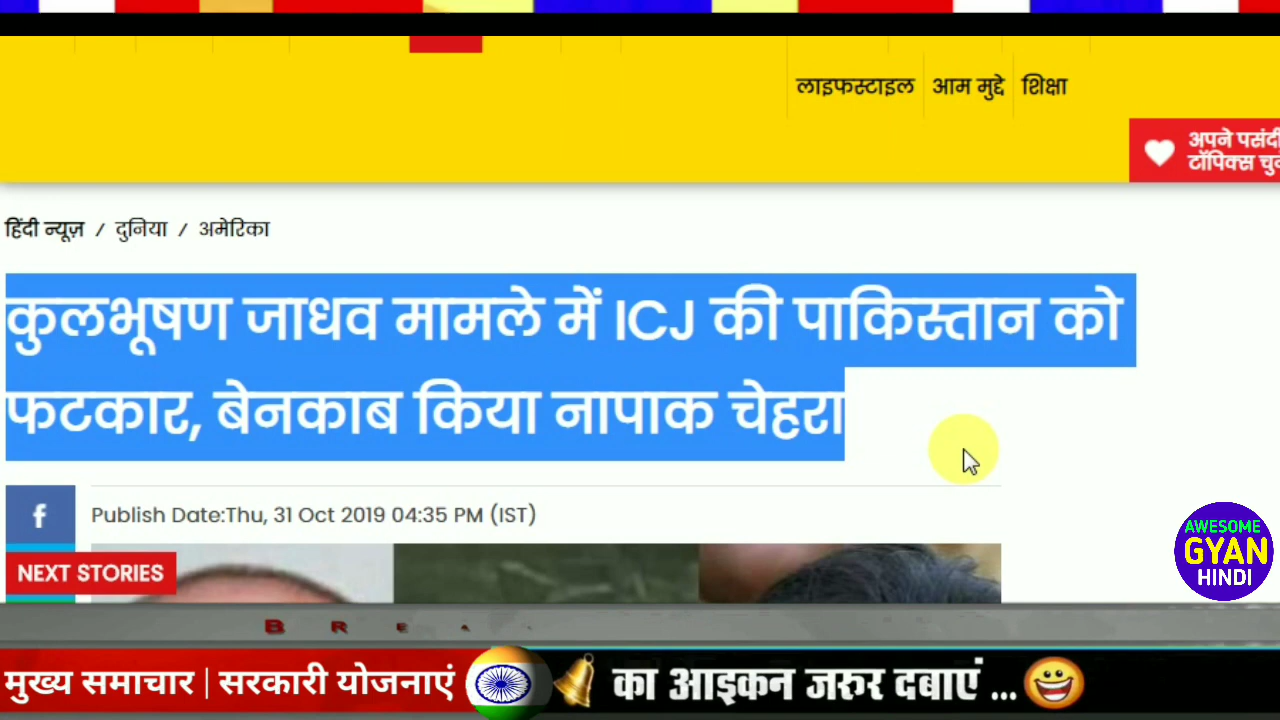 लाइफस्टाइल आम मुद्दे शिक्षा
अपने पसंदी
टॉपिक्स चुने
हिंदी न्यूज़ / दुनिया / अमेरिका
कुलभूषण जाधव मामले में ICJ की पाकिस्तान को
फटकार, बेनकाब किया नापाक चेहरा
f
Publish Date:Thu, 31 Oct 2019 04:35 PM (IST)
AWESOME
GYAN
HINDI
NEXT STORIES
B R E A
मुख्य समाचार | सरकारी योजनाएं का आइकन जरुर दबाएं ...